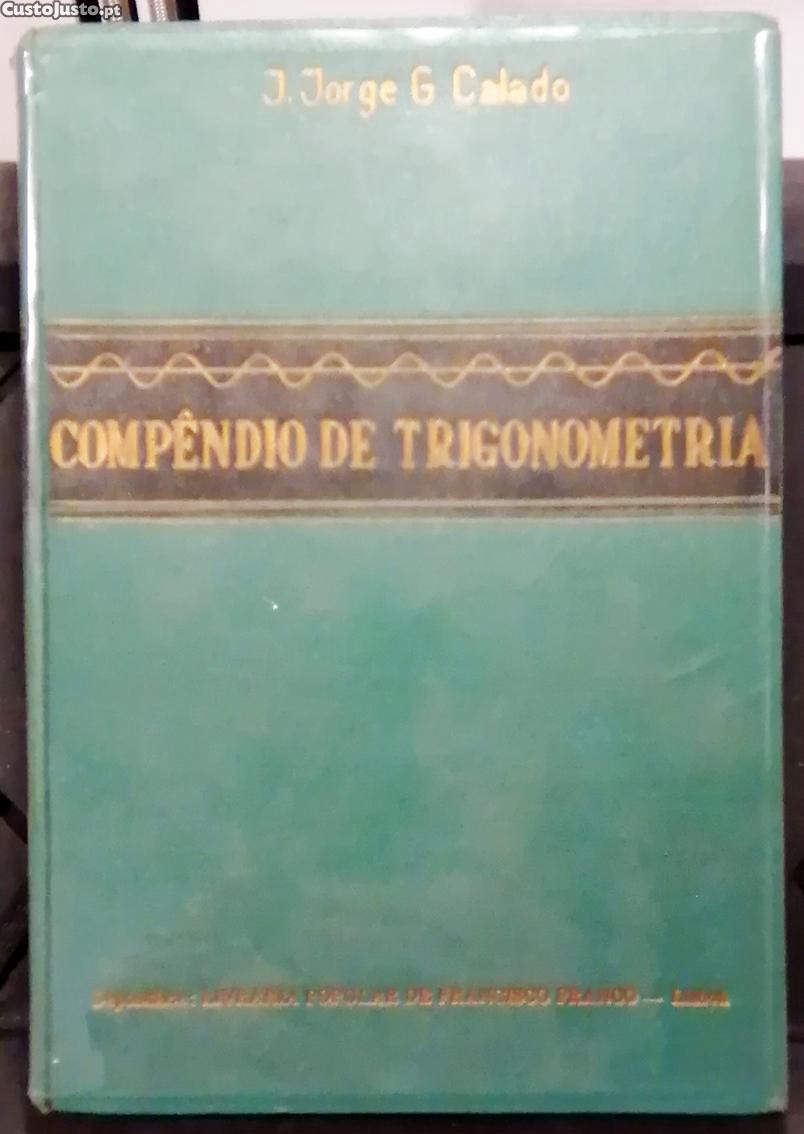 CustoJusto.pt
J. Jorge G Calado
COMPÊNDIO DE TRIGONOMETRIA
Depositária: LIVRARIA POPULAR DE FRANCISCO FRANCO — Lisboa